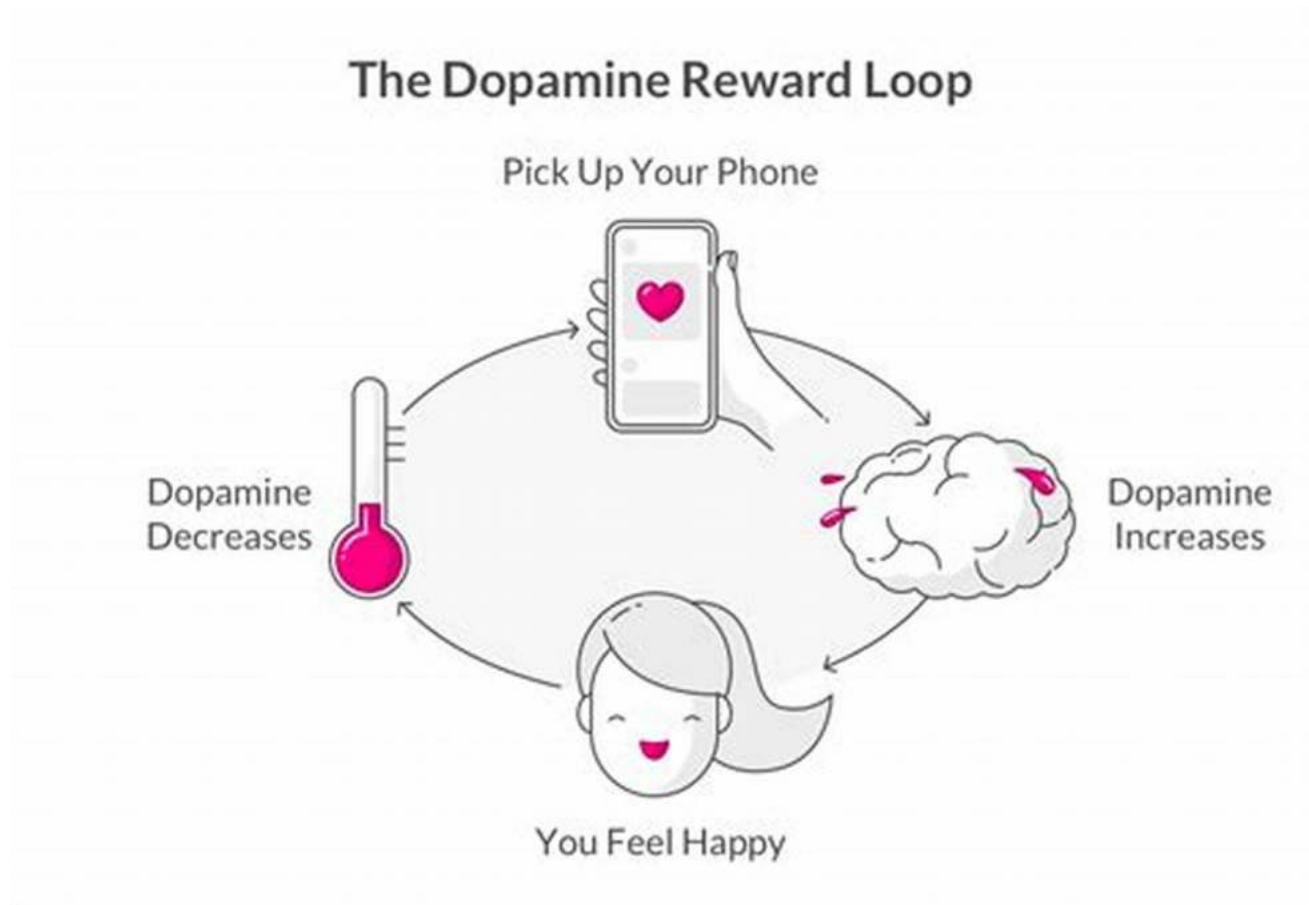 The Dopamine Reward Loop
Pick Up Your Phone
Dopamine
Decreases
Dopamine
Increases
You Feel Happy